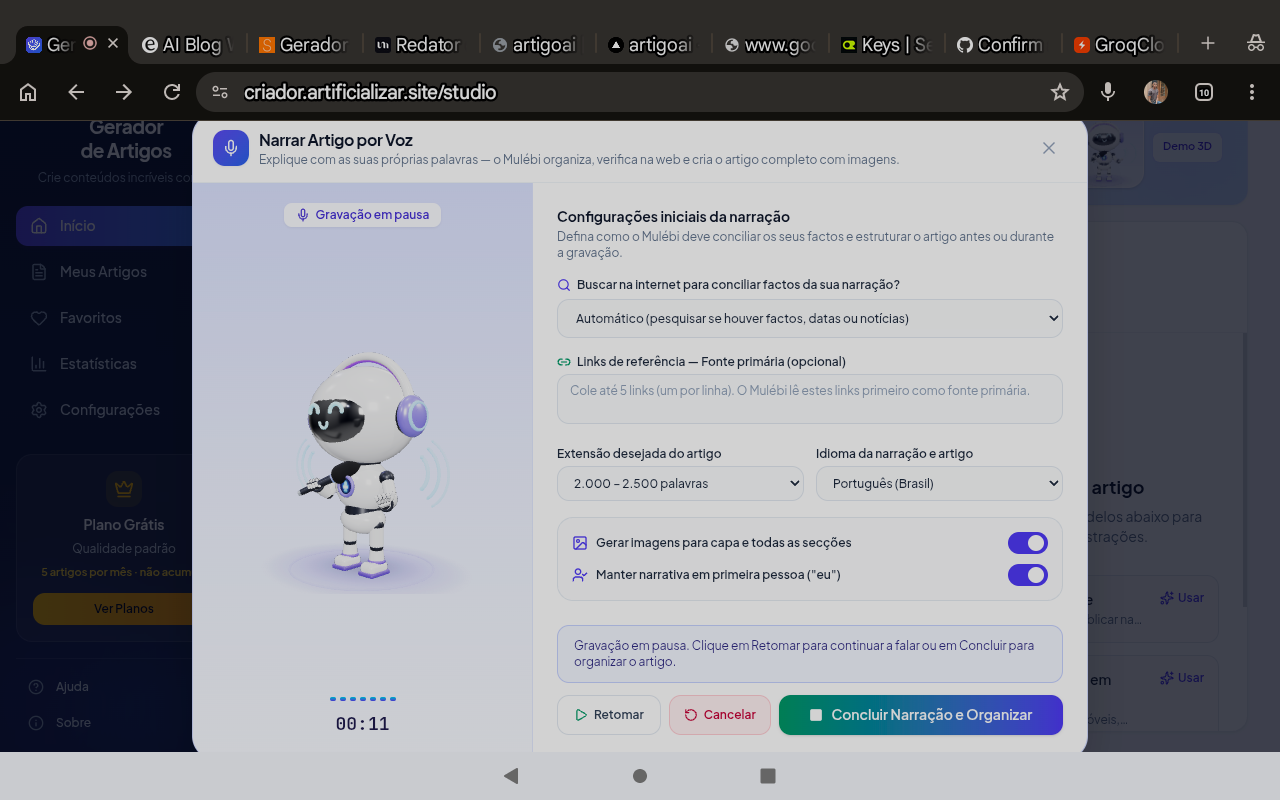 Ger
AI Blog
Gerador
Redator
artigoai
artigoai
www.go
Keys | Se
Confirm
GroqClo
criador.artificializar.site/studio
10
Gerador
de Artigos
Crie conteúdos incríveis co
Início
Meus Artigos
Favoritos
Estatísticas
Configurações
Plano Grátis
Qualidade padrão
5 artigos por mês · não acum
Ver Planos
Ajuda
Sobre
Narrar Artigo por Voz
Explique com as suas próprias palavras — o Mulêbi organiza, verifica na web e cria o artigo completo com imagens.
Gravação em pausa
00:11
Configurações iniciais da narração
Defina como o Mulêbi deve conciliar os seus factos e estruturar o artigo antes ou durante
a gravação.
Buscar na internet para conciliar factos da sua narração?
Automático (pesquisar se houver factos, datas ou notícias)
Links de referência — Fonte primária (opcional)
Cole até 5 links (um por linha). O Mulêbi lê estes links primeiro como fonte primária.
Extensão desejada do artigo
Idioma da narração e artigo
2.000 – 2.500 palavras
Português (Brasil)
Gerar imagens para capa e todas as secções
Manter narrativa em primeira pessoa ("eu")
Gravação em pausa. Clique em Retomar para continuar a falar ou em Concluir para
organizar o artigo.
Retomar
Cancelar
Concluir Narração e Organizar
Demo 3D
artigo
delos abaixo para
strações.
e
Usar
olicar na...
em
Usar
óveis,...